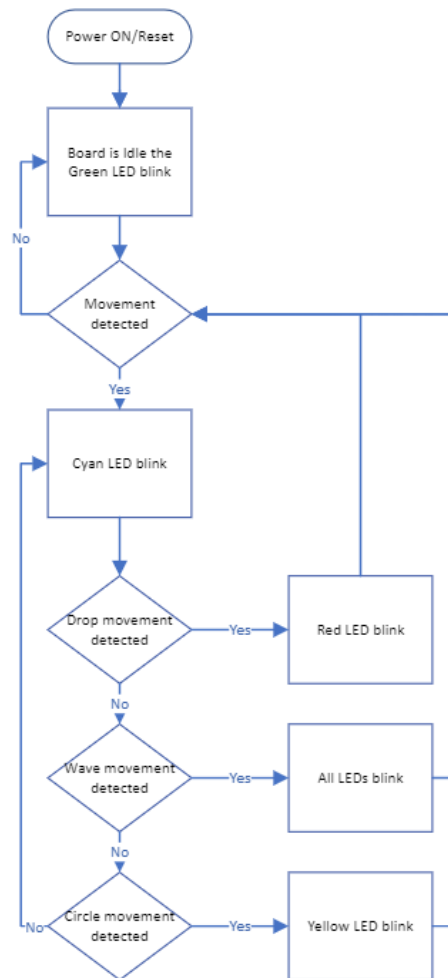 Power ON/Reset
Board is Idle the
Green LED blink
No
Movement
detected
Yes
Cyan LED blink
Drop movement
detected
Yes
Red LED blink
No
Wave movement
detected
Yes
All LEDs blink
No
Circle movement
detected
No
Yes
Yellow LED blink